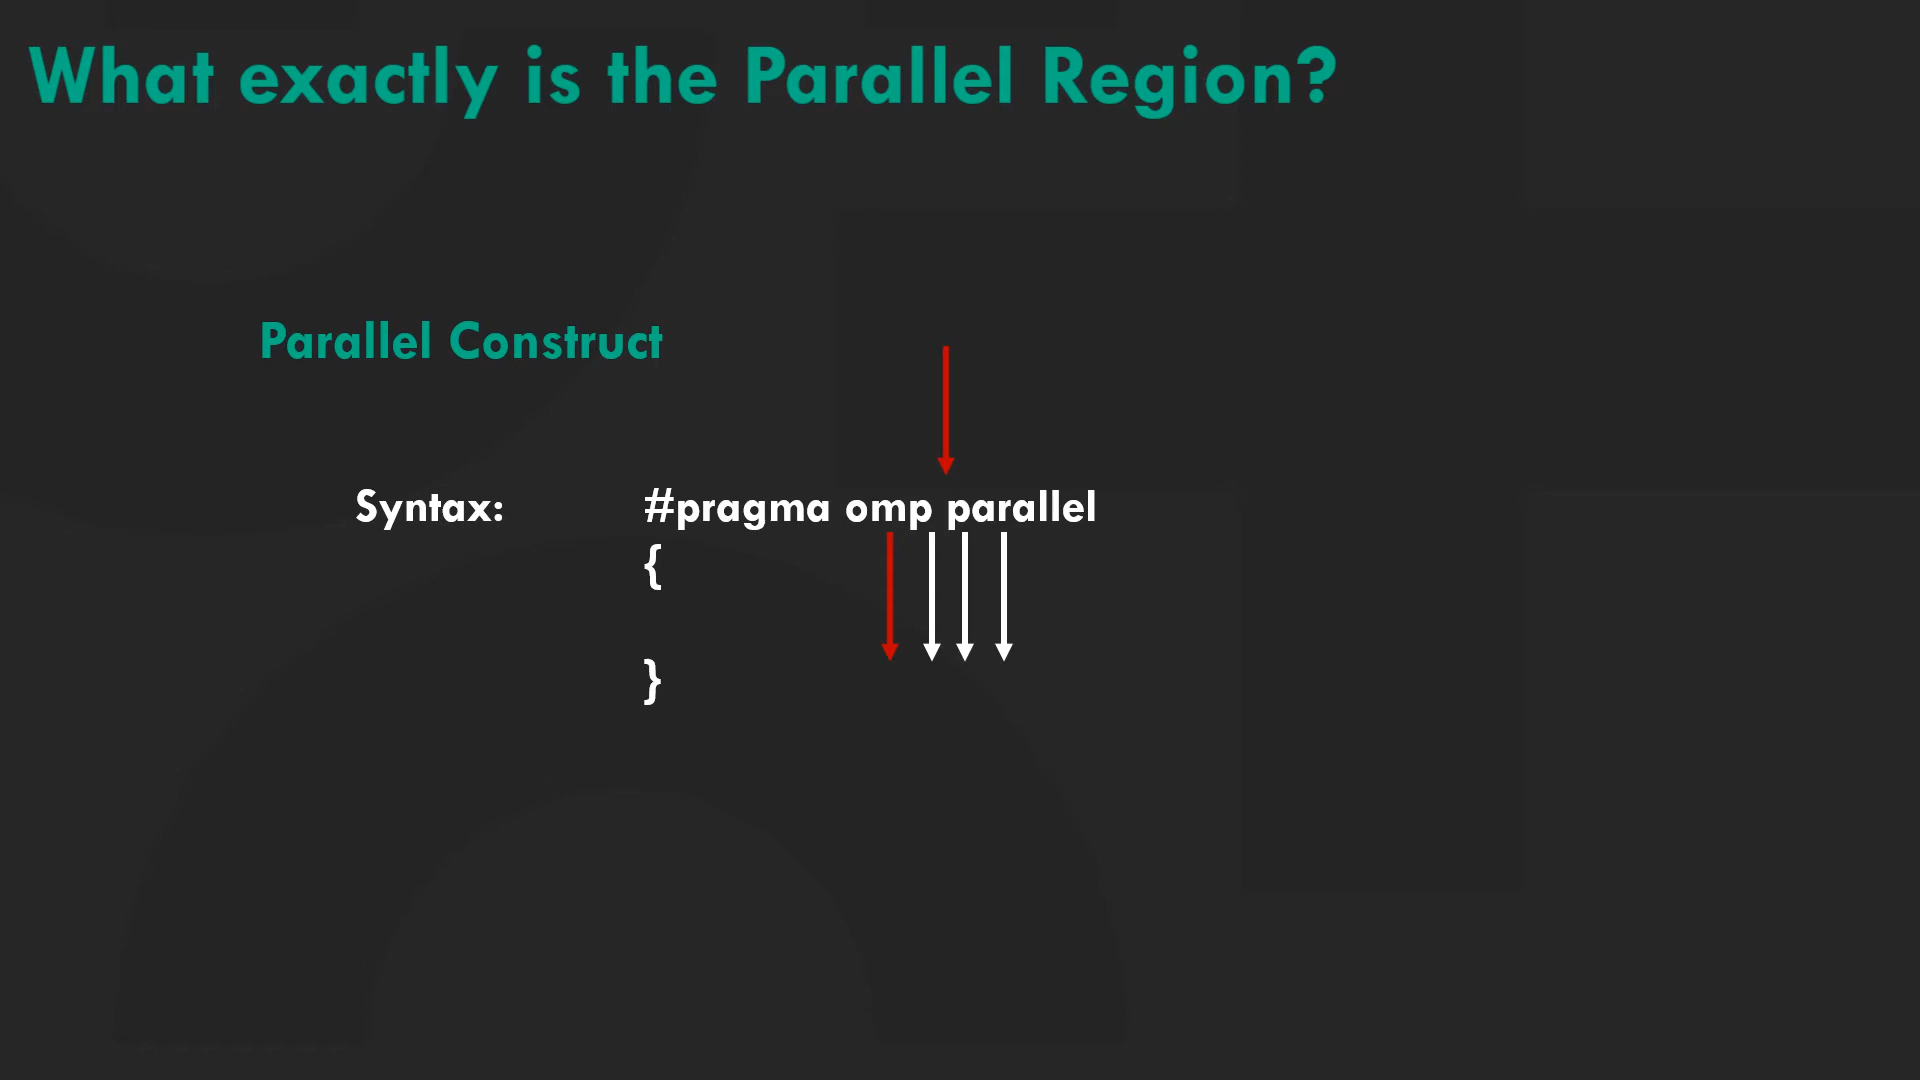 What exactly is the Parallel Region?
Parallel Construct
Syntax: #pragma omp parallel
{
}